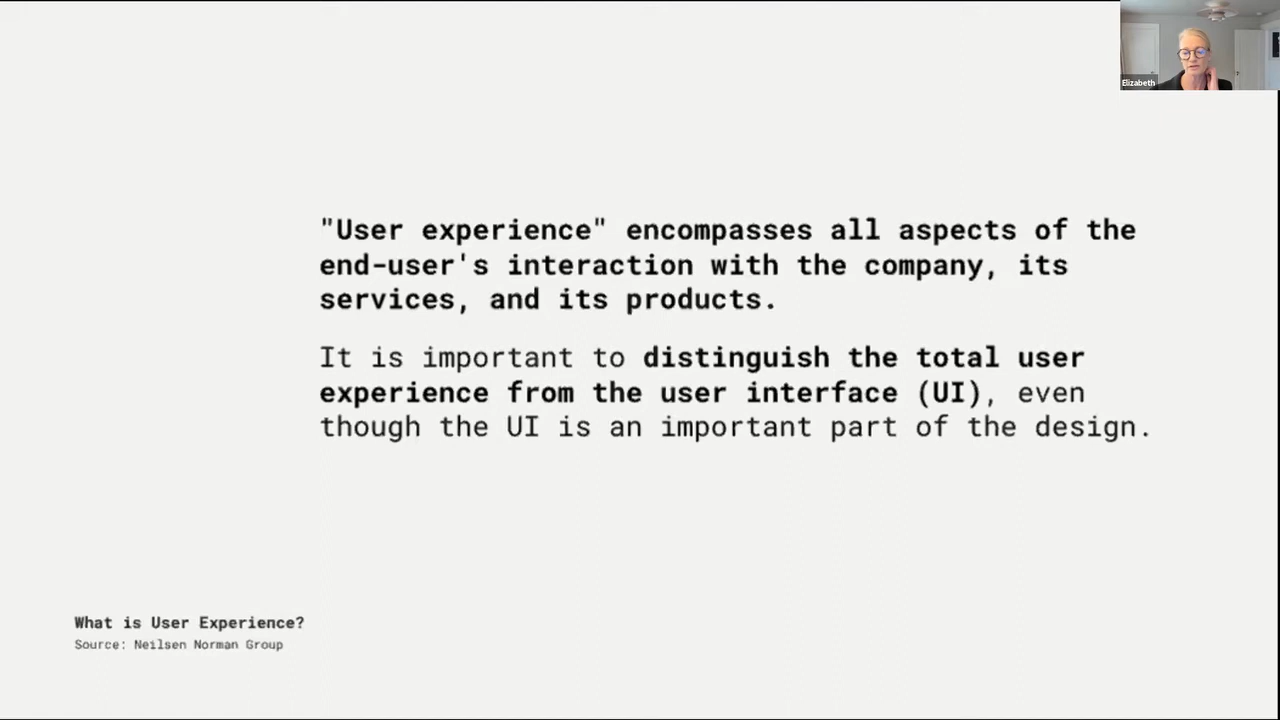 Elizabeth
"User experience" encompasses all aspects of the
end-user's interaction with the company, its
services, and its products.
It is important to distinguish the total user
experience from the user interface (UI), even
though the UI is an important part of the design.
What is User Experience?
Source: Neilsen Norman Group